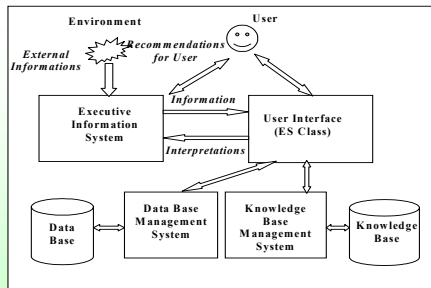 Environment
User
External
Informations
Recommendations
for User
Information
Executive
Information
System
User Interface
(ES Class)
Interpretations
Data
Base
Data Base
Management
System
Knowledge
Base
Management
System
Knowledge
Base